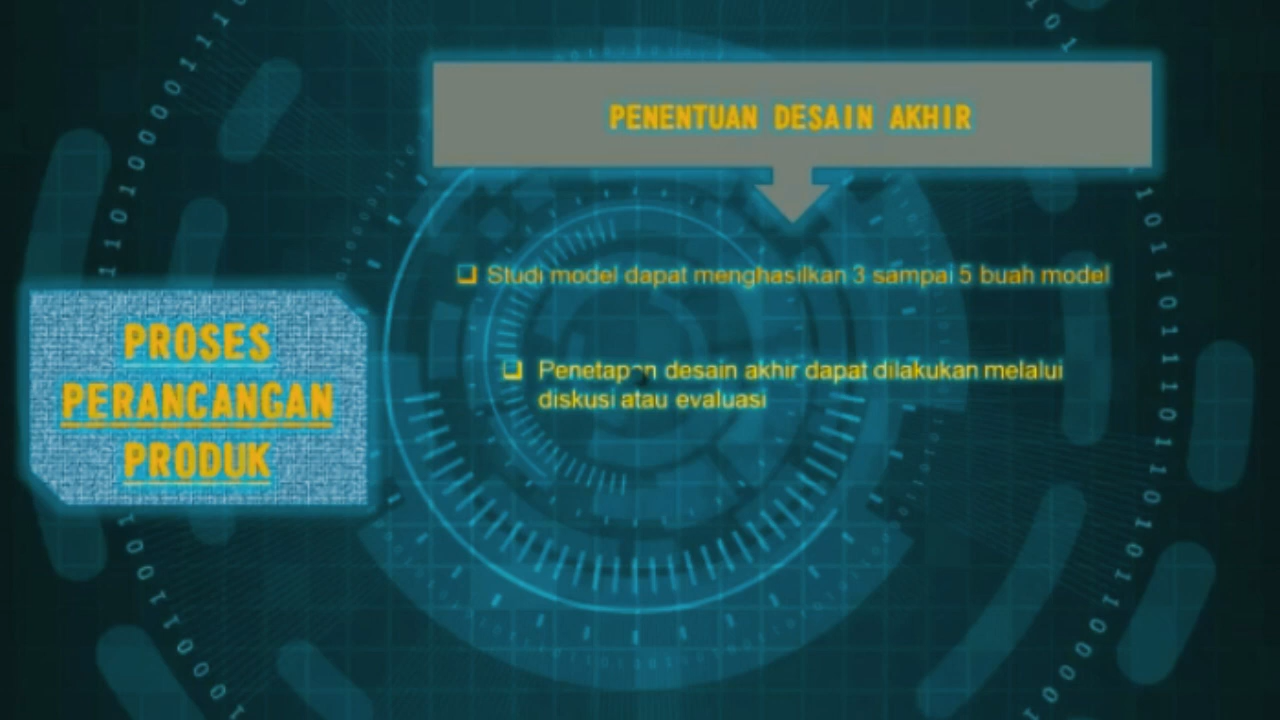 PENENTUAN DESAIN AKHIR
Studi model dapat menghasilkan 3 sampai 5 buah model
Penetapan desain akhir dapat dilakukan melalui
diskusi atau evaluasi
PROSES
PERANCANGAN
PRODUK